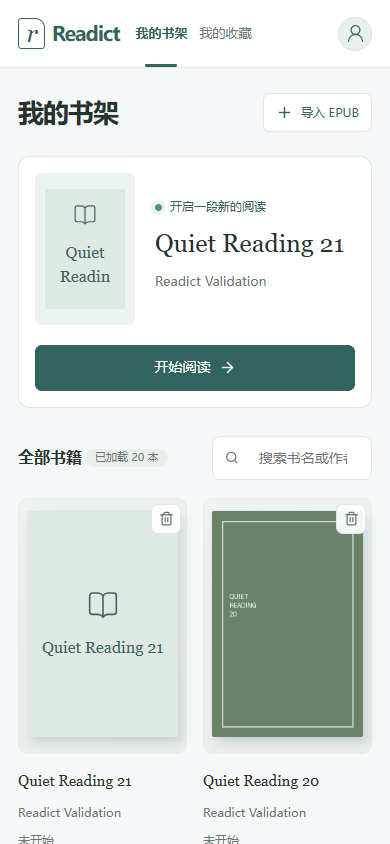 r Readict 我的书架 我的收藏
我的书架
导入 EPUB
Quiet
Readin
开启一段新的阅读
Quiet Reading 21
Readict Validation
开始阅读
全部书籍 已加载 20 本
搜索书名或作
Quiet Reading 21
QUIET
READING
20
Quiet Reading 21
Readict Validation
未开始
Quiet Reading 20
Readict Validation
未开始